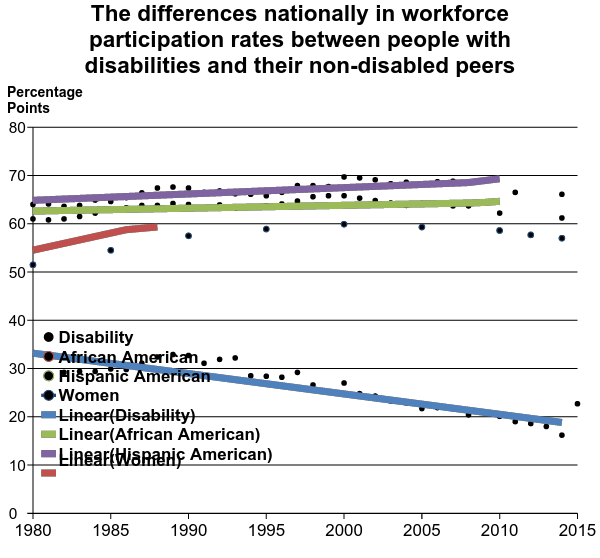 The differences nationally in workforce
participation rates between people with
disabilities and their non-disabled peers
Percentage
Points
80
70
60
50
40
30
20
10
0
Disability
African American
Hispanic American
Women
Linear(Disability)
Linear(African American)
Linear(Hispanic American)
Linear(Women)
1980 1985 1990 1995 2000 2005 2010 2015